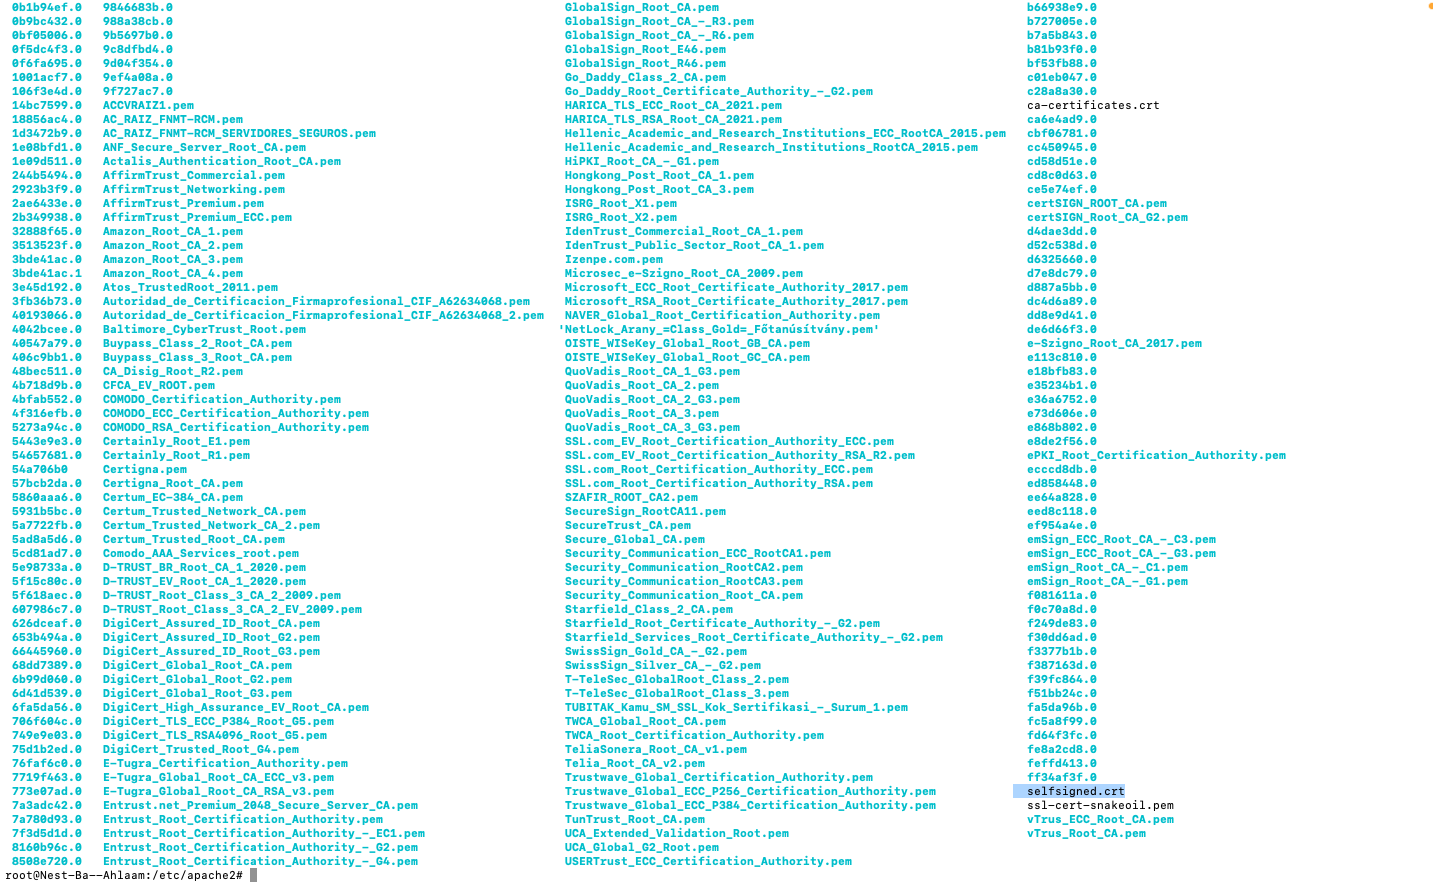 0b1b94ef.0 9846683b.0 GlobalSign_Root_CA.pem b66938e9.0
0b9bc432.0 988a38cb.0 GlobalSign_Root_CA_-_R3.pem b727005e.0
0bf05006.0 9b5697b0.0 GlobalSign_Root_CA_-_R6.pem b7a5b843.0
0f5dc4f3.0 9c8dfbd4.0 GlobalSign_Root_E46.pem b81b93f0.0
0f6fa695.0 9d04f354.0 GlobalSign_Root_R46.pem bf53fb88.0
1001acf7.0 9ef4a08a.0 Go_Daddy_Class_2_CA.pem c01eb047.0
106f3e4d.0 9f727ac7.0 Go_Daddy_Root_Certificate_Authority_-_G2.pem c28a8a30.0
14bc7599.0 ACCVRAIZ1.pem HARICA_TLS_ECC_Root_CA_2021.pem ca-certificates.crt
18856ac4.0 AC_RAIZ_FNMT-RCM.pem HARICA_TLS_RSA_Root_CA_2021.pem ca6e4ad9.0
1d3472b9.0 AC_RAIZ_FNMT-RCM_SERVIDORES_SEGUROS.pem Hellenic_Academic_and_Research_Institutions_ECC_RootCA_2015.pem cbf06781.0
1e08bfd1.0 ANF_Secure_Server_Root_CA.pem Hellenic_Academic_and_Research_Institutions_RootCA_2015.pem cc450945.0
1e09d511.0 Actalis_Authentication_Root_CA.pem HiPKI_Root_CA_-_G1.pem cd58d51e.0
244b5494.0 AffirmTrust_Commercial.pem Hongkong_Post_Root_CA_1.pem cd8c0d63.0
2923b3f9.0 AffirmTrust_Networking.pem Hongkong_Post_Root_CA_3.pem ce5e74ef.0
2ae6433e.0 AffirmTrust_Premium.pem ISRG_Root_X1.pem certSIGN_ROOT_CA.pem
2b349938.0 AffirmTrust_Premium_ECC.pem ISRG_Root_X2.pem certSIGN_Root_CA_G2.pem
32888f65.0 Amazon_Root_CA_1.pem IdenTrust_Commercial_Root_CA_1.pem d4dae3dd.0
3513523f.0 Amazon_Root_CA_2.pem IdenTrust_Public_Sector_Root_CA_1.pem d52c538d.0
3bde41ac.0 Amazon_Root_CA_3.pem Izenpe.com.pem d6325660.0
3bde41ac.1 Amazon_Root_CA_4.pem Microsec_e-Szigno_Root_CA_2009.pem d7e8dc79.0
3e45d192.0 Atos_TrustedRoot_2011.pem Microsoft_ECC_Root_Certificate_Authority_2017.pem d887a5bb.0
3fb36b73.0 Autoridad_de_Certificacion_Firmaprofesional_CIF_A62634068.pem Microsoft_RSA_Root_Certificate_Authority_2017.pem dc4d6a89.0
40193066.0 Autoridad_de_Certificacion_Firmaprofesional_CIF_A62634068_2.pem NAVER_Global_Root_Certification_Authority.pem dd8e9d41.0
4042bcee.0 Baltimore_CyberTrust_Root.pem 'NetLock_Arany_=Class_Gold=_Főtanúsítvány.pem' de6d66f3.0
40547a79.0 Buypass_Class_2_Root_CA.pem OISTE_WISeKey_Global_Root_GB_CA.pem e-Szigno_Root_CA_2017.pem
406c9bb1.0 Buypass_Class_3_Root_CA.pem OISTE_WISeKey_Global_Root_GC_CA.pem e113c810.0
48bec511.0 CA_Disig_Root_R2.pem QuoVadis_Root_CA_1_G3.pem e18bfb83.0
4b718d9b.0 CFCA_EV_ROOT.pem QuoVadis_Root_CA_2.pem e35234b1.0
4bfab552.0 COMODO_Certification_Authority.pem QuoVadis_Root_CA_2_G3.pem e36a6752.0
4f316efb.0 COMODO_ECC_Certification_Authority.pem QuoVadis_Root_CA_3.pem e73d606e.0
5273a94c.0 COMODO_RSA_Certification_Authority.pem QuoVadis_Root_CA_3_G3.pem e868b802.0
5443e9e3.0 Certainly_Root_E1.pem SSL.com_EV_Root_Certification_Authority_ECC.pem e8de2f56.0
54657681.0 Certainly_Root_R1.pem SSL.com_EV_Root_Certification_Authority_RSA_R2.pem ePKI_Root_Certification_Authority.pem
54a706b0 Certigna.pem SSL.com_Root_Certification_Authority_ECC.pem ecccd8db.0
57bcb2da.0 Certigna_Root_CA.pem SSL.com_Root_Certification_Authority_RSA.pem ed858448.0
5860aaa6.0 Certum_EC-384_CA.pem SZAFIR_ROOT_CA2.pem ee64a828.0
5931b5bc.0 Certum_Trusted_Network_CA.pem SecureSign_RootCA11.pem eed8c118.0
5a7722fb.0 Certum_Trusted_Network_CA_2.pem SecureTrust_CA.pem ef954a4e.0
5ad8a5d6.0 Certum_Trusted_Root_CA.pem Secure_Global_CA.pem emSign_ECC_Root_CA_-_C3.pem
5cd81ad7.0 Comodo_AAA_Services_root.pem Security_Communication_ECC_RootCA1.pem emSign_ECC_Root_CA_-_G3.pem
5e98733a.0 D-TRUST_BR_Root_CA_1_2020.pem Security_Communication_RootCA2.pem emSign_Root_CA_-_C1.pem
5f15c80c.0 D-TRUST_EV_Root_CA_1_2020.pem Security_Communication_RootCA3.pem emSign_Root_CA_-_G1.pem
5f618aec.0 D-TRUST_Root_Class_3_CA_2_2009.pem Security_Communication_Root_CA.pem f081611a.0
607986c7.0 D-TRUST_Root_Class_3_CA_2_EV_2009.pem Starfield_Class_2_CA.pem f0c70a8d.0
626dceaf.0 DigiCert_Assured_ID_Root_CA.pem Starfield_Root_Certificate_Authority_-_G2.pem f249de83.0
653b494a.0 DigiCert_Assured_ID_Root_G2.pem Starfield_Services_Root_Certificate_Authority_-_G2.pem f30dd6ad.0
66445960.0 DigiCert_Assured_ID_Root_G3.pem SwissSign_Gold_CA_-_G2.pem f3377b1b.0
68dd7389.0 DigiCert_Global_Root_CA.pem SwissSign_Silver_CA_-_G2.pem f387163d.0
6b99d060.0 DigiCert_Global_Root_G2.pem T-TeleSec_GlobalRoot_Class_2.pem f39fc864.0
6d41d539.0 DigiCert_Global_Root_G3.pem T-TeleSec_GlobalRoot_Class_3.pem f51bb24c.0
6fa5da56.0 DigiCert_High_Assurance_EV_Root_CA.pem TUBITAK_Kamu_SM_SSL_Kok_Sertifikasi_-_Surum_1.pem fa5da96b.0
706f604c.0 DigiCert_TLS_ECC_P384_Root_G5.pem TWCA_Global_Root_CA.pem fc5a8f99.0
749e9e03.0 DigiCert_TLS_RSA4096_Root_G5.pem TWCA_Root_Certification_Authority.pem fd64f3fc.0
75d1b2ed.0 DigiCert_Trusted_Root_G4.pem TeliaSonera_Root_CA_v1.pem fe8a2cd8.0
76faf6c0.0 E-Tugra_Certification_Authority.pem Telia_Root_CA_v2.pem feffd413.0
7719f463.0 E-Tugra_Global_Root_CA_ECC_v3.pem Trustwave_Global_Certification_Authority.pem ff34af3f.0
773e07ad.0 E-Tugra_Global_Root_CA_RSA_v3.pem Trustwave_Global_ECC_P256_Certification_Authority.pem selfsigned.crt
7a3adc42.0 Entrust.net_Premium_2048_Secure_Server_CA.pem Trustwave_Global_ECC_P384_Certification_Authority.pem ssl-cert-snakeoil.pem
7a780d93.0 Entrust_Root_Certification_Authority.pem TunTrust_Root_CA.pem vTrus_ECC_Root_CA.pem
7f3d5d1d.0 Entrust_Root_Certification_Authority_-_EC1.pem UCA_Extended_Validation_Root.pem vTrus_Root_CA.pem
8160b96c.0 Entrust_Root_Certification_Authority_-_G2.pem UCA_Global_G2_Root.pem
8508e720.0 Entrust_Root_Certification_Authority_-_G4.pem USERTrust_ECC_Certification_Authority.pem
root@Nest-Ba--Ahlaam:/etc/apache2#